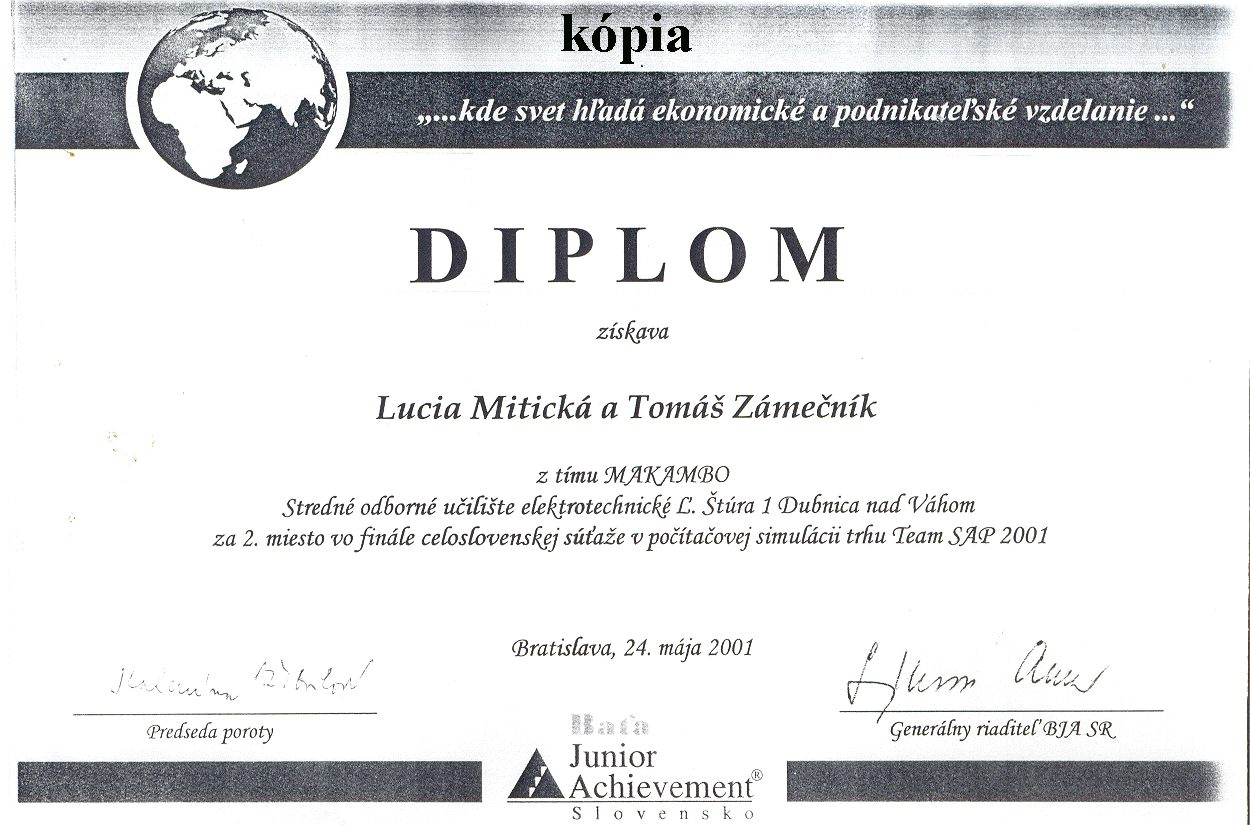 kópia
„...kde svet hľadá ekonomické a podnikateľské vzdelanie ...“
DIPLOM
získava
Lucia Mitická a Tomáš Zámečník
z tímu MAKAMBO
Stredné odborné učilište elektrotechnické Ľ. Štúra 1 Dubnica nad Váhom
za 2. miesto vo finále celoslovenskej súťaže v počítačovej simulácii trhu Team SAP 2001
Bratislava, 24. mája 2001
Predseda poroty
Generálny riaditeľ BJA SR
Baťa
Junior
Achievement®
Slovensko